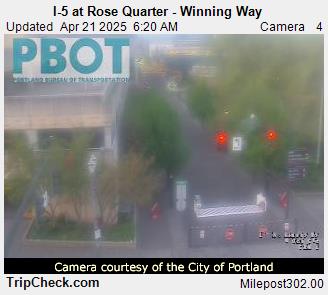 I-5 at Rose Quarter - Winning Way
Updated Apr 21 2025 6:20 AM Camera 4
PBOT
PORTLAND BUREAU OF TRANSPORTATION
Camera courtesy of the City of Portland
TripCheck.com Milepost302.00